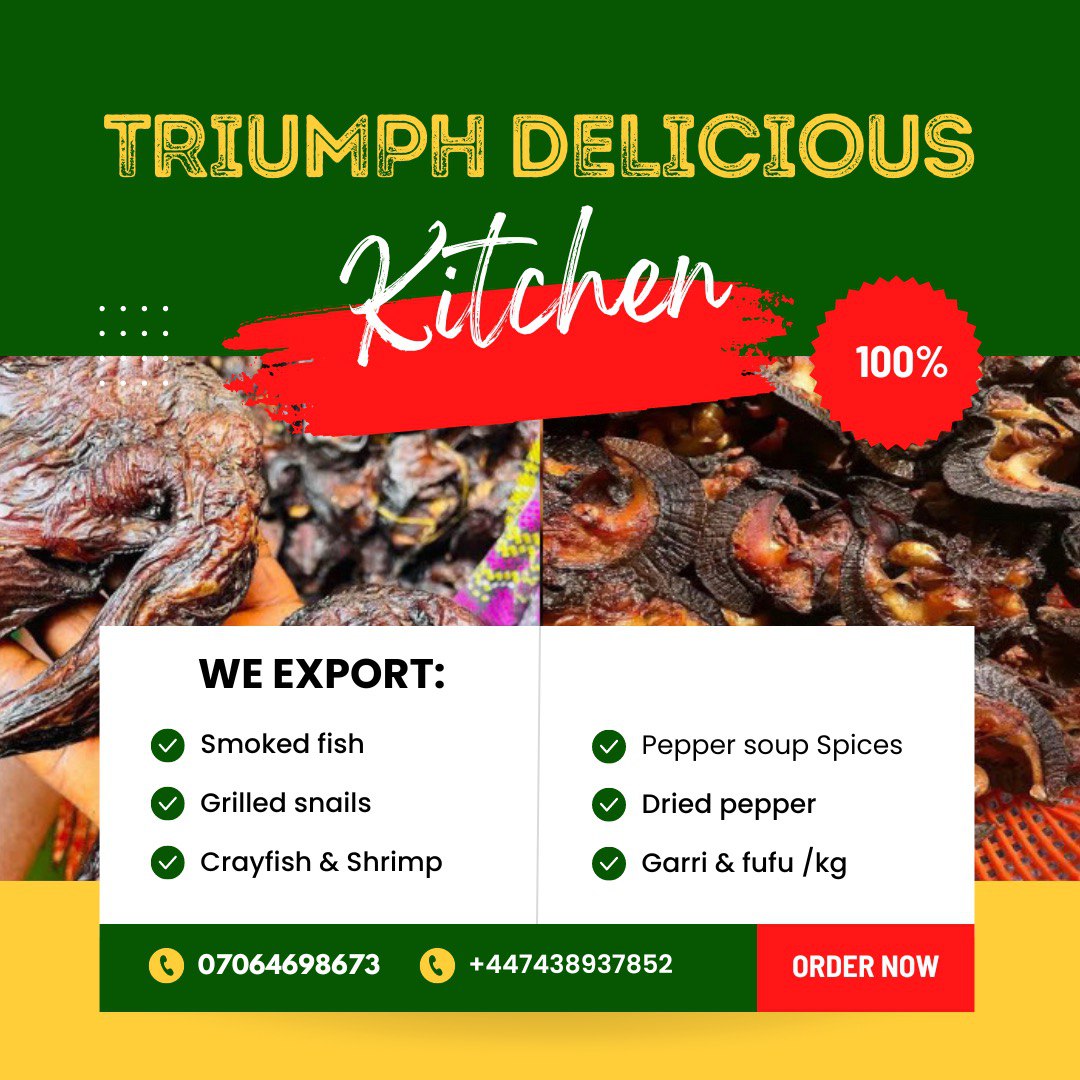 TRIUMPH DELICIOUS
Kitchen
100%
WE EXPORT:
Smoked fish
Grilled snails
Crayfish & Shrimp
Pepper soup Spices
Dried pepper
Garri & fufu /kg
07064698673
+447438937852
ORDER NOW